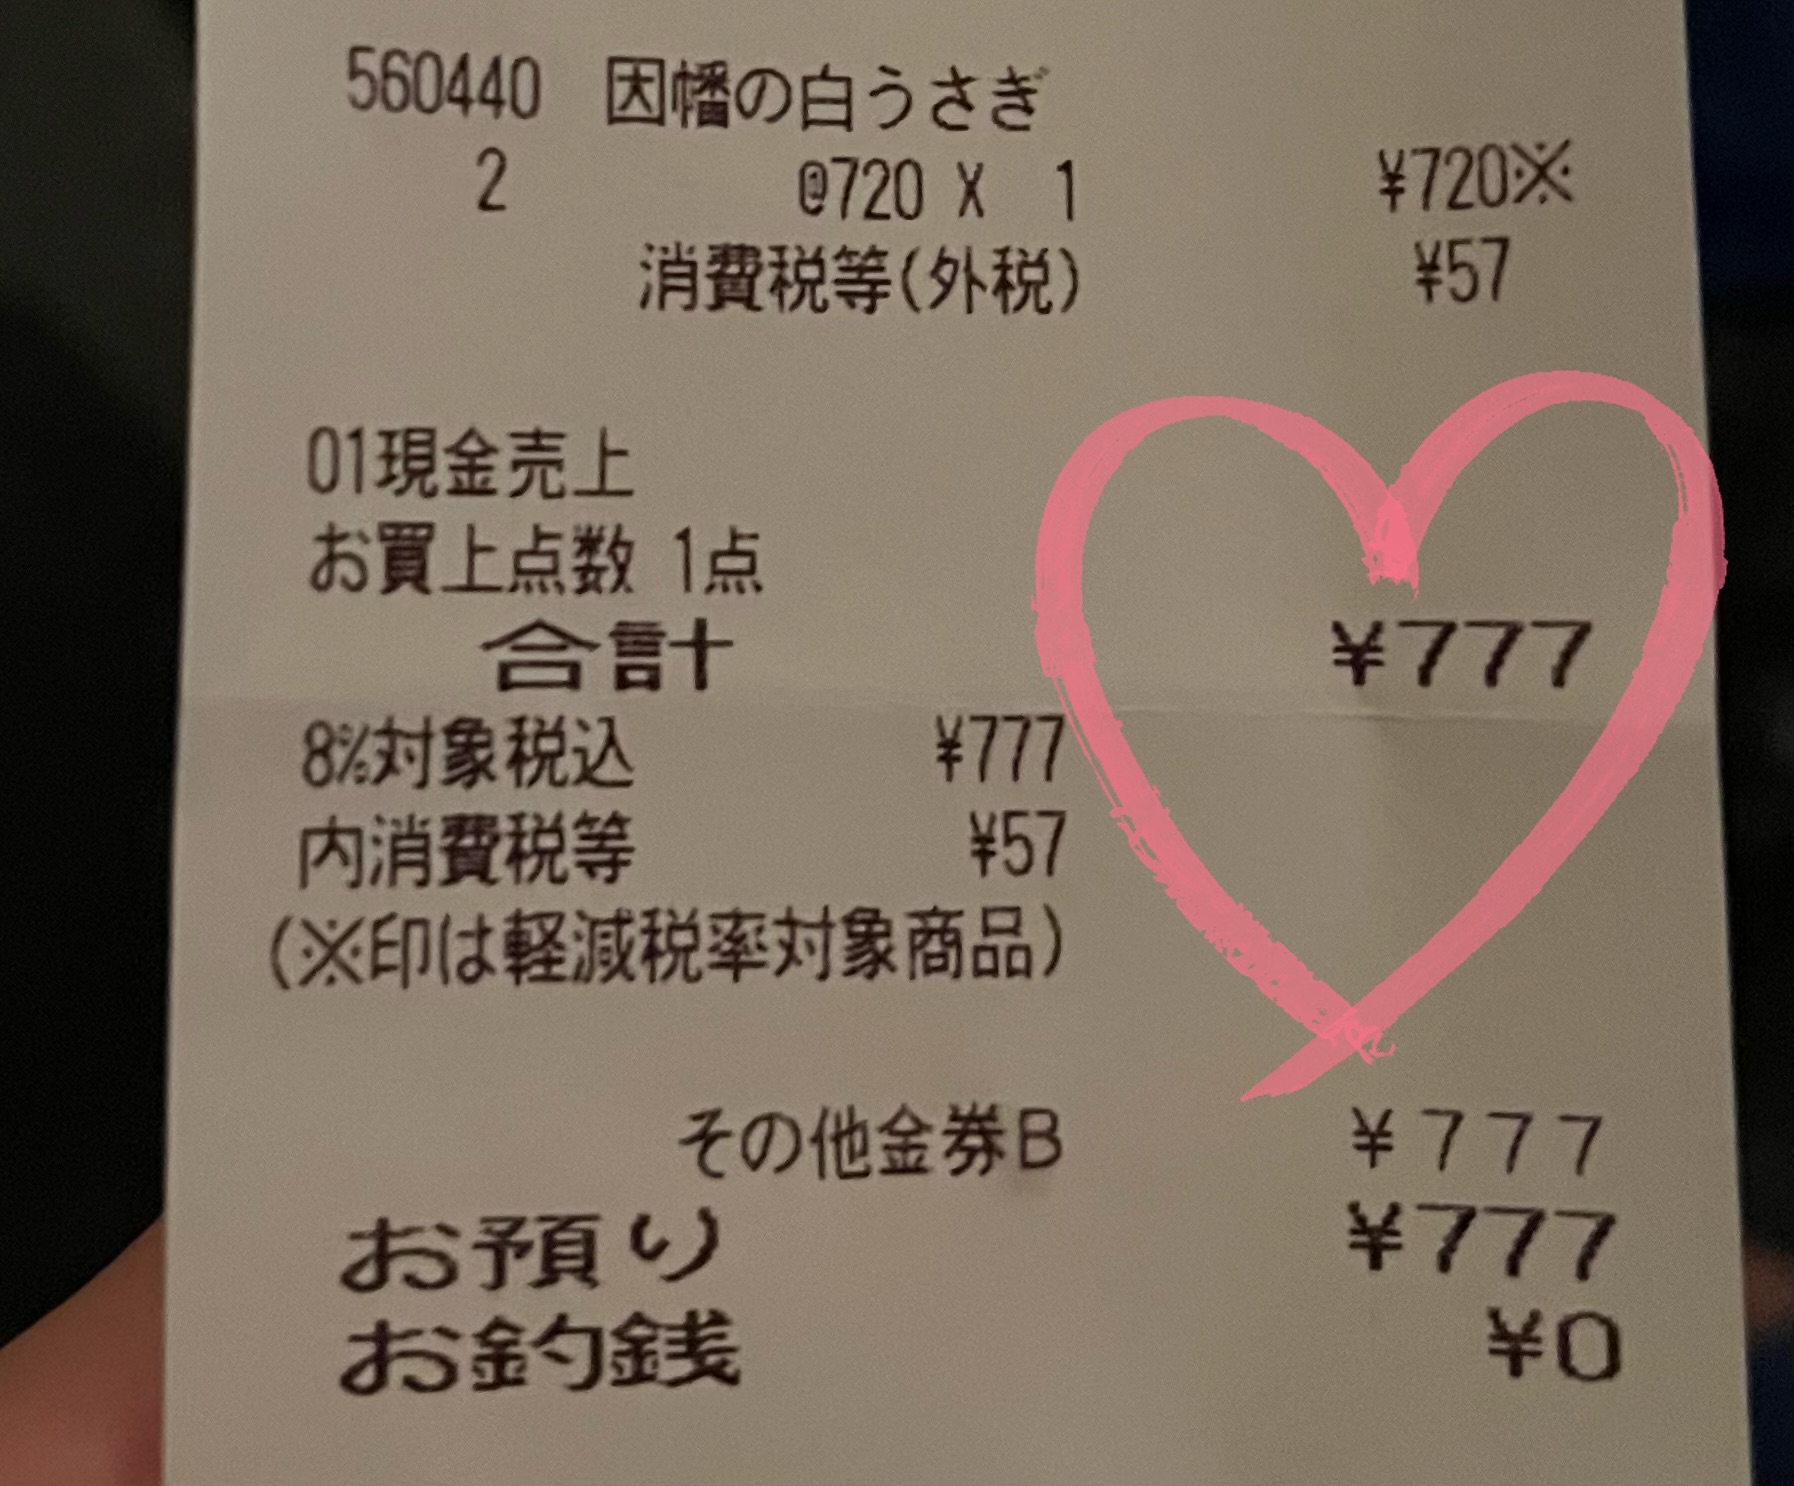 560440 因幡の白うさぎ
2 @720 X 1 ¥720※
消費税等(外税) ¥57
01現金売上
お買上点数 1点
合計 ¥777
8%対象税込 ¥777
内消費税等 ¥57
(※印は軽減税率対象商品)
その他金券B ¥777
お預り ¥777
お釣銭 ¥0